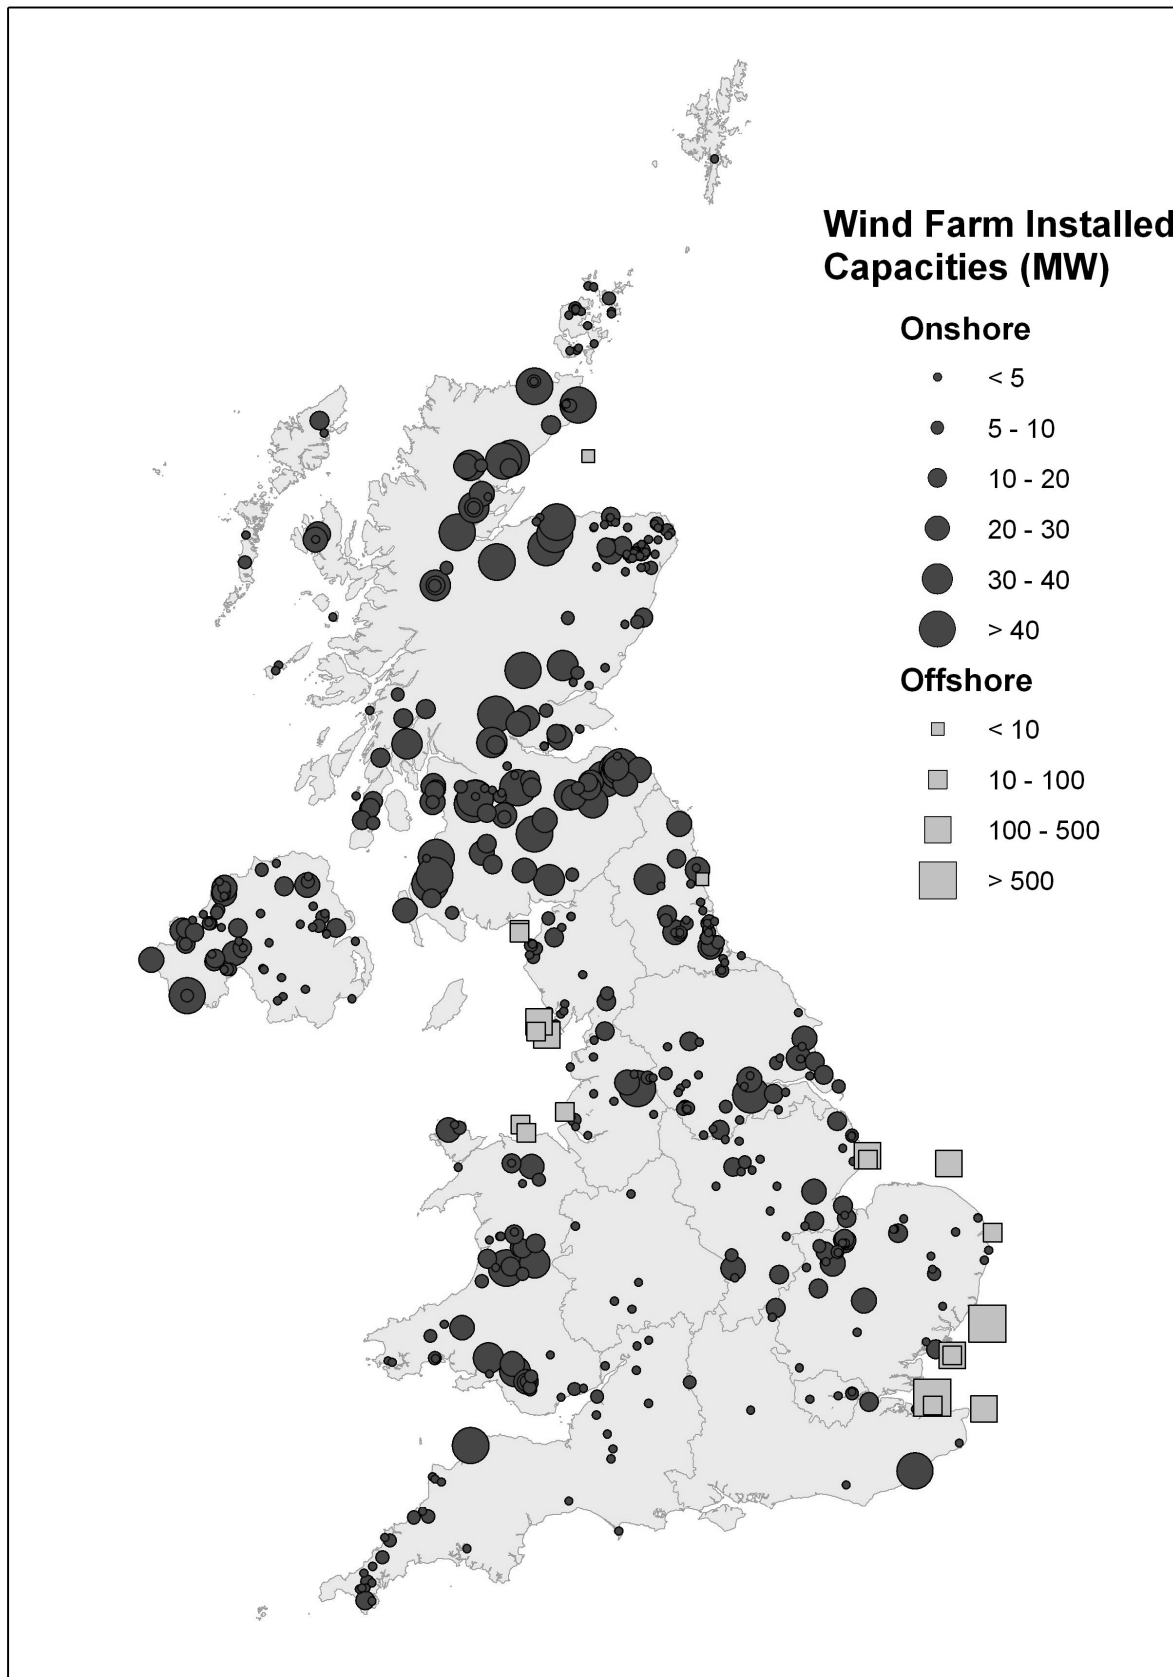 Wind Farm Installed
Capacities (MW)
Onshore
< 5
5 - 10
10 - 20
20 - 30
30 - 40
> 40
Offshore
< 10
10 - 100
100 - 500
> 500